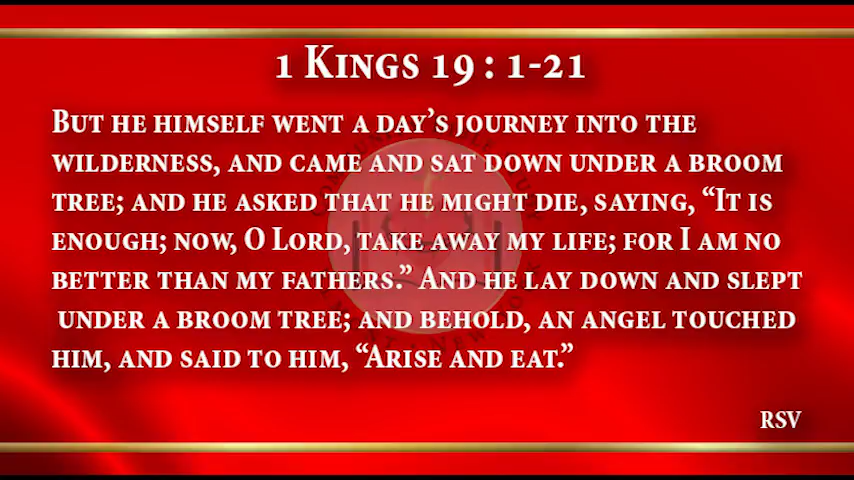 1 Kings 19 : 1-21
But he himself went a day’s journey into the
wilderness, and came and sat down under a broom
tree; and he asked that he might die, saying, “It is
enough; now, O Lord, take away my life; for I am no
better than my fathers.” And he lay down and slept
under a broom tree; and behold, an angel touched
him, and said to him, “Arise and eat.”
RSV